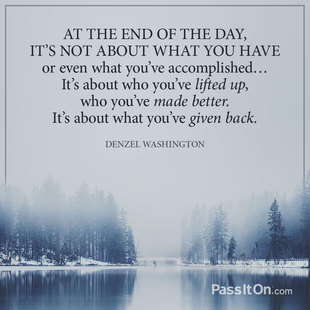 AT THE END OF THE DAY,
IT'S NOT ABOUT WHAT YOU HAVE
or even what you've accomplished…
It's about who you've lifted up,
who you've made better.
It's about what you've given back.
DENZEL WASHINGTON
PassItOn.com®